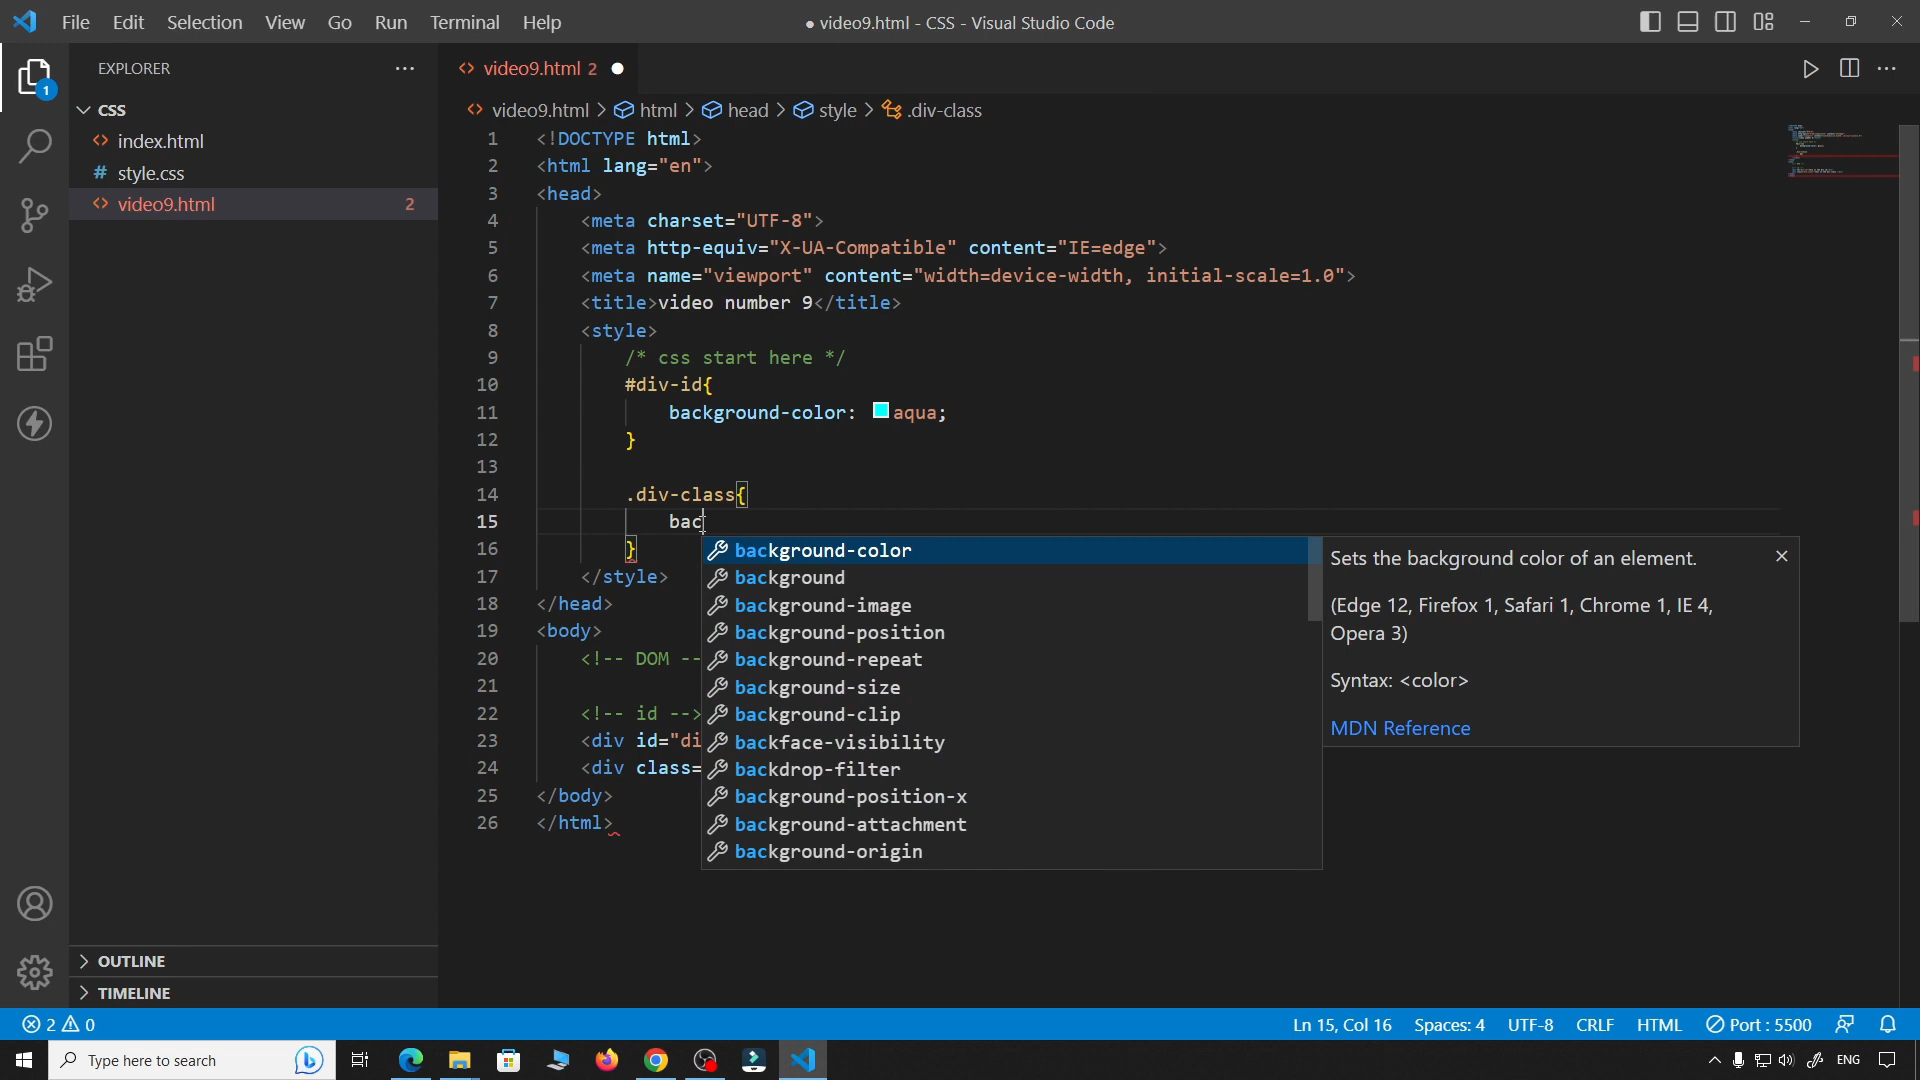 File Edit Selection View Go Run Terminal Help
● video9.html - CSS - Visual Studio Code
EXPLORER
CSS
index.html
# style.css
video9.html 2
OUTLINE
TIMELINE
video9.html 2
video9.html > html > head > style > .div-class
1 <!DOCTYPE html>
2 <html lang="en">
3 <head>
4 <meta charset="UTF-8">
5 <meta http-equiv="X-UA-Compatible" content="IE=edge">
6 <meta name="viewport" content="width=device-width, initial-scale=1.0">
7 <title>video number 9</title>
8 <style>
9 /* css start here */
10 #div-id{
11 background-color: aqua;
12 }
13
14 .div-class{
15 bac
16 }
17 </style>
18 </head>
19 <body>
20 <!-- DOM --
21
22 <!-- id -->
23 <div id="di
24 <div class=
25 </body>
26 </html>
background-color
background
background-image
background-position
background-repeat
background-size
background-clip
backface-visibility
backdrop-filter
background-position-x
background-attachment
background-origin
Sets the background color of an element.
(Edge 12, Firefox 1, Safari 1, Chrome 1, IE 4,
Opera 3)
Syntax: <color>
MDN Reference
1
2 0
Ln 15, Col 16 Spaces: 4 UTF-8 CRLF HTML Port : 5500
Type here to search
ENG